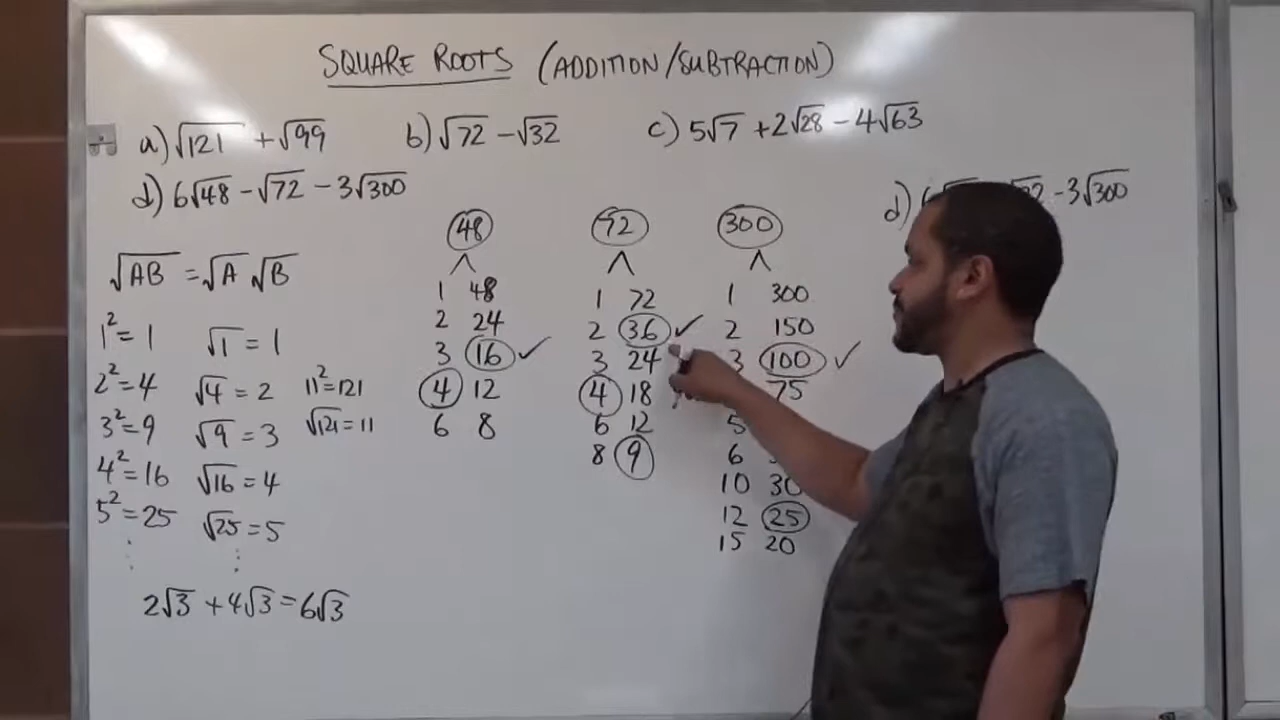 SQUARE ROOTS (ADDITION/SUBTRACTION)
a) √121 + √99
b) √72 - √32
c) 5√7 + 2√28 - 4√63
d) 6√48 - √72 - 3√300
d) - 3√300
√AB = √A √B
1² = 1 √1 = 1
2² = 4 √4 = 2 11² = 121
3² = 9 √9 = 3 √121 = 11
4² = 16 √16 = 4
5² = 25 √25 = 5
⋮ ⋮
2√3 + 4√3 = 6√3
48
1 48
2 24
3 16 ✓
4 12
6 8
72
1 72
2 36 ✓
3 24
4 18
6 12
8 9
300
1 300
2 150
3 100 ✓
75
5
6
10 30
12 25
15 20